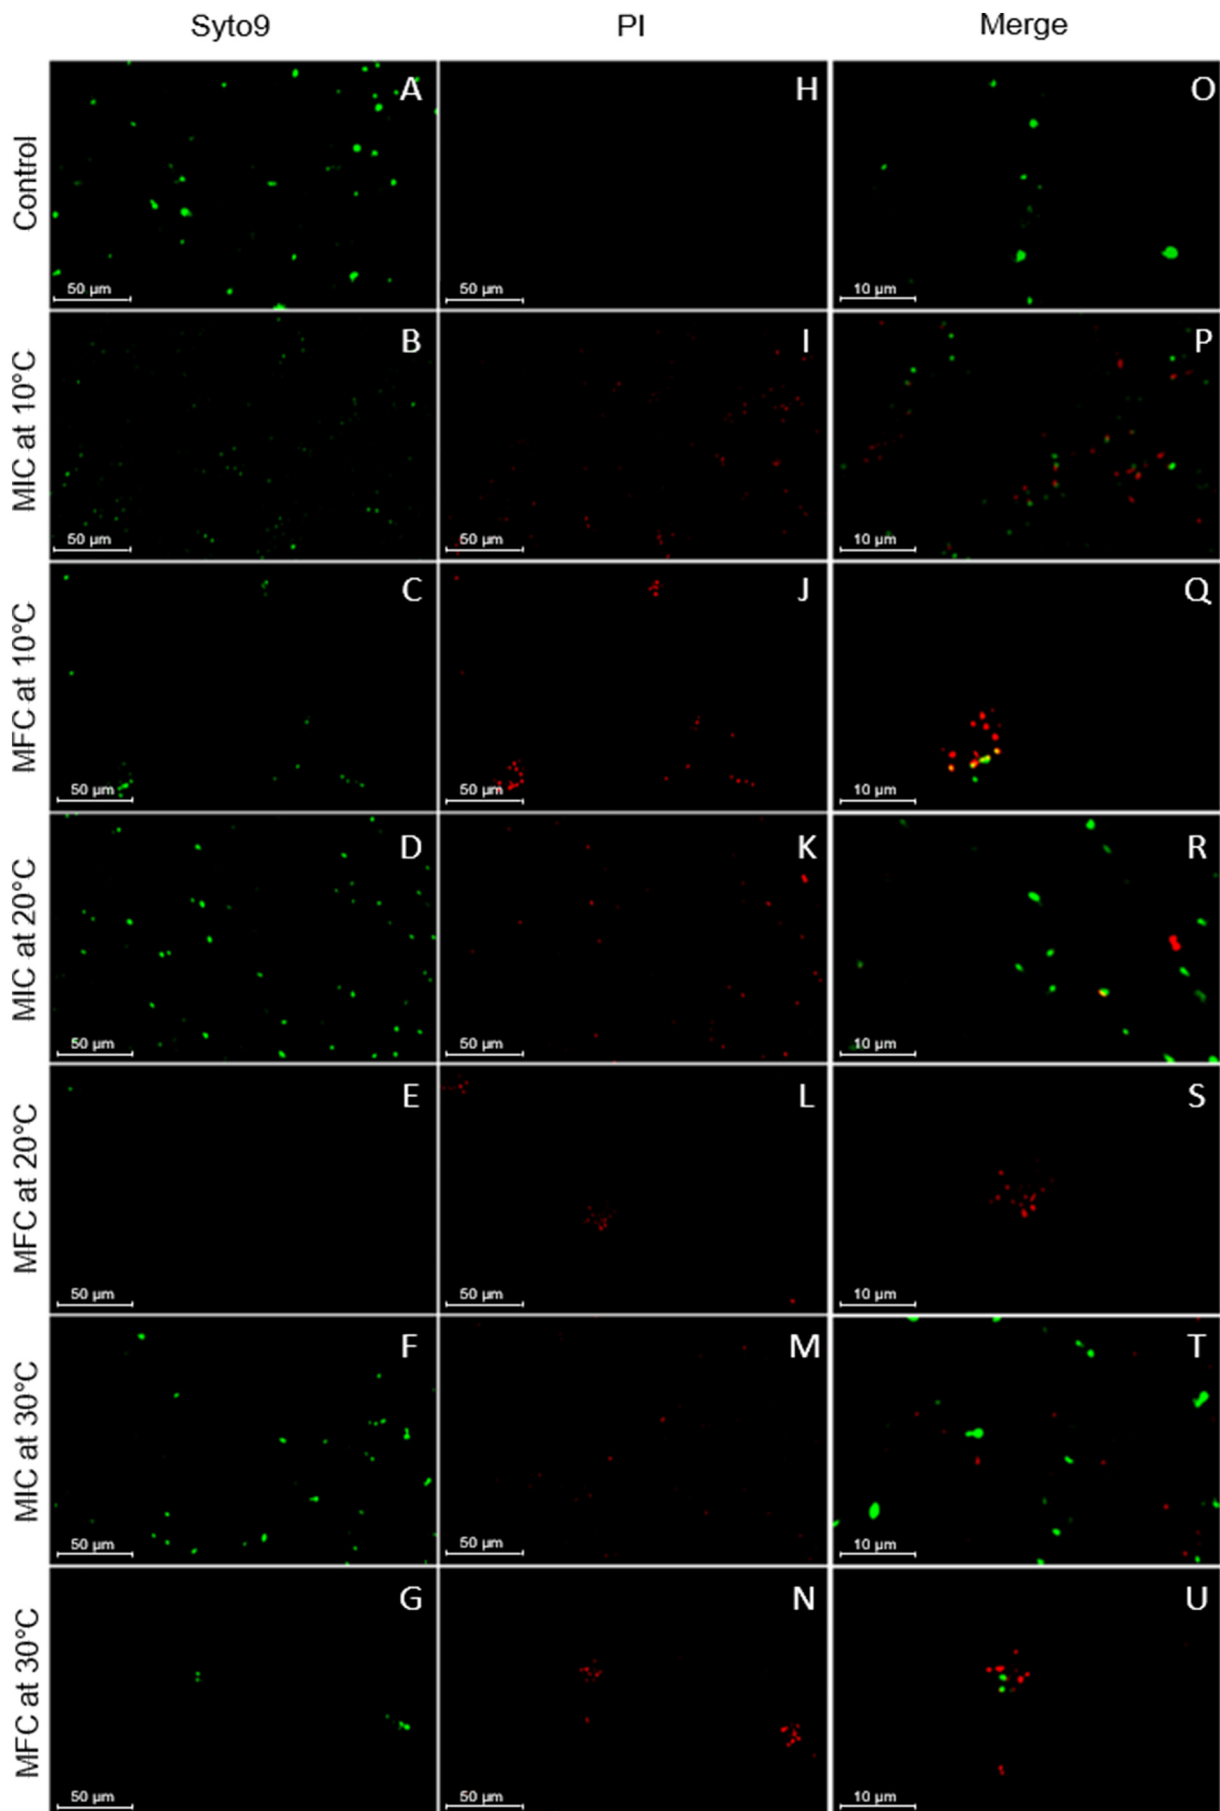 Syto9 PI Merge
Control
A H O
50 µm 50 µm 10 µm
MIC at 10°C
B I P
50 µm 50 µm 10 µm
MFC at 10°C
C J Q
50 µm 50 µm 10 µm
MIC at 20°C
D K R
50 µm 50 µm 10 µm
MFC at 20°C
E L S
50 µm 50 µm 10 µm
MIC at 30°C
F M T
50 µm 50 µm 10 µm
MFC at 30°C
G N U
50 µm 50 µm 10 µm